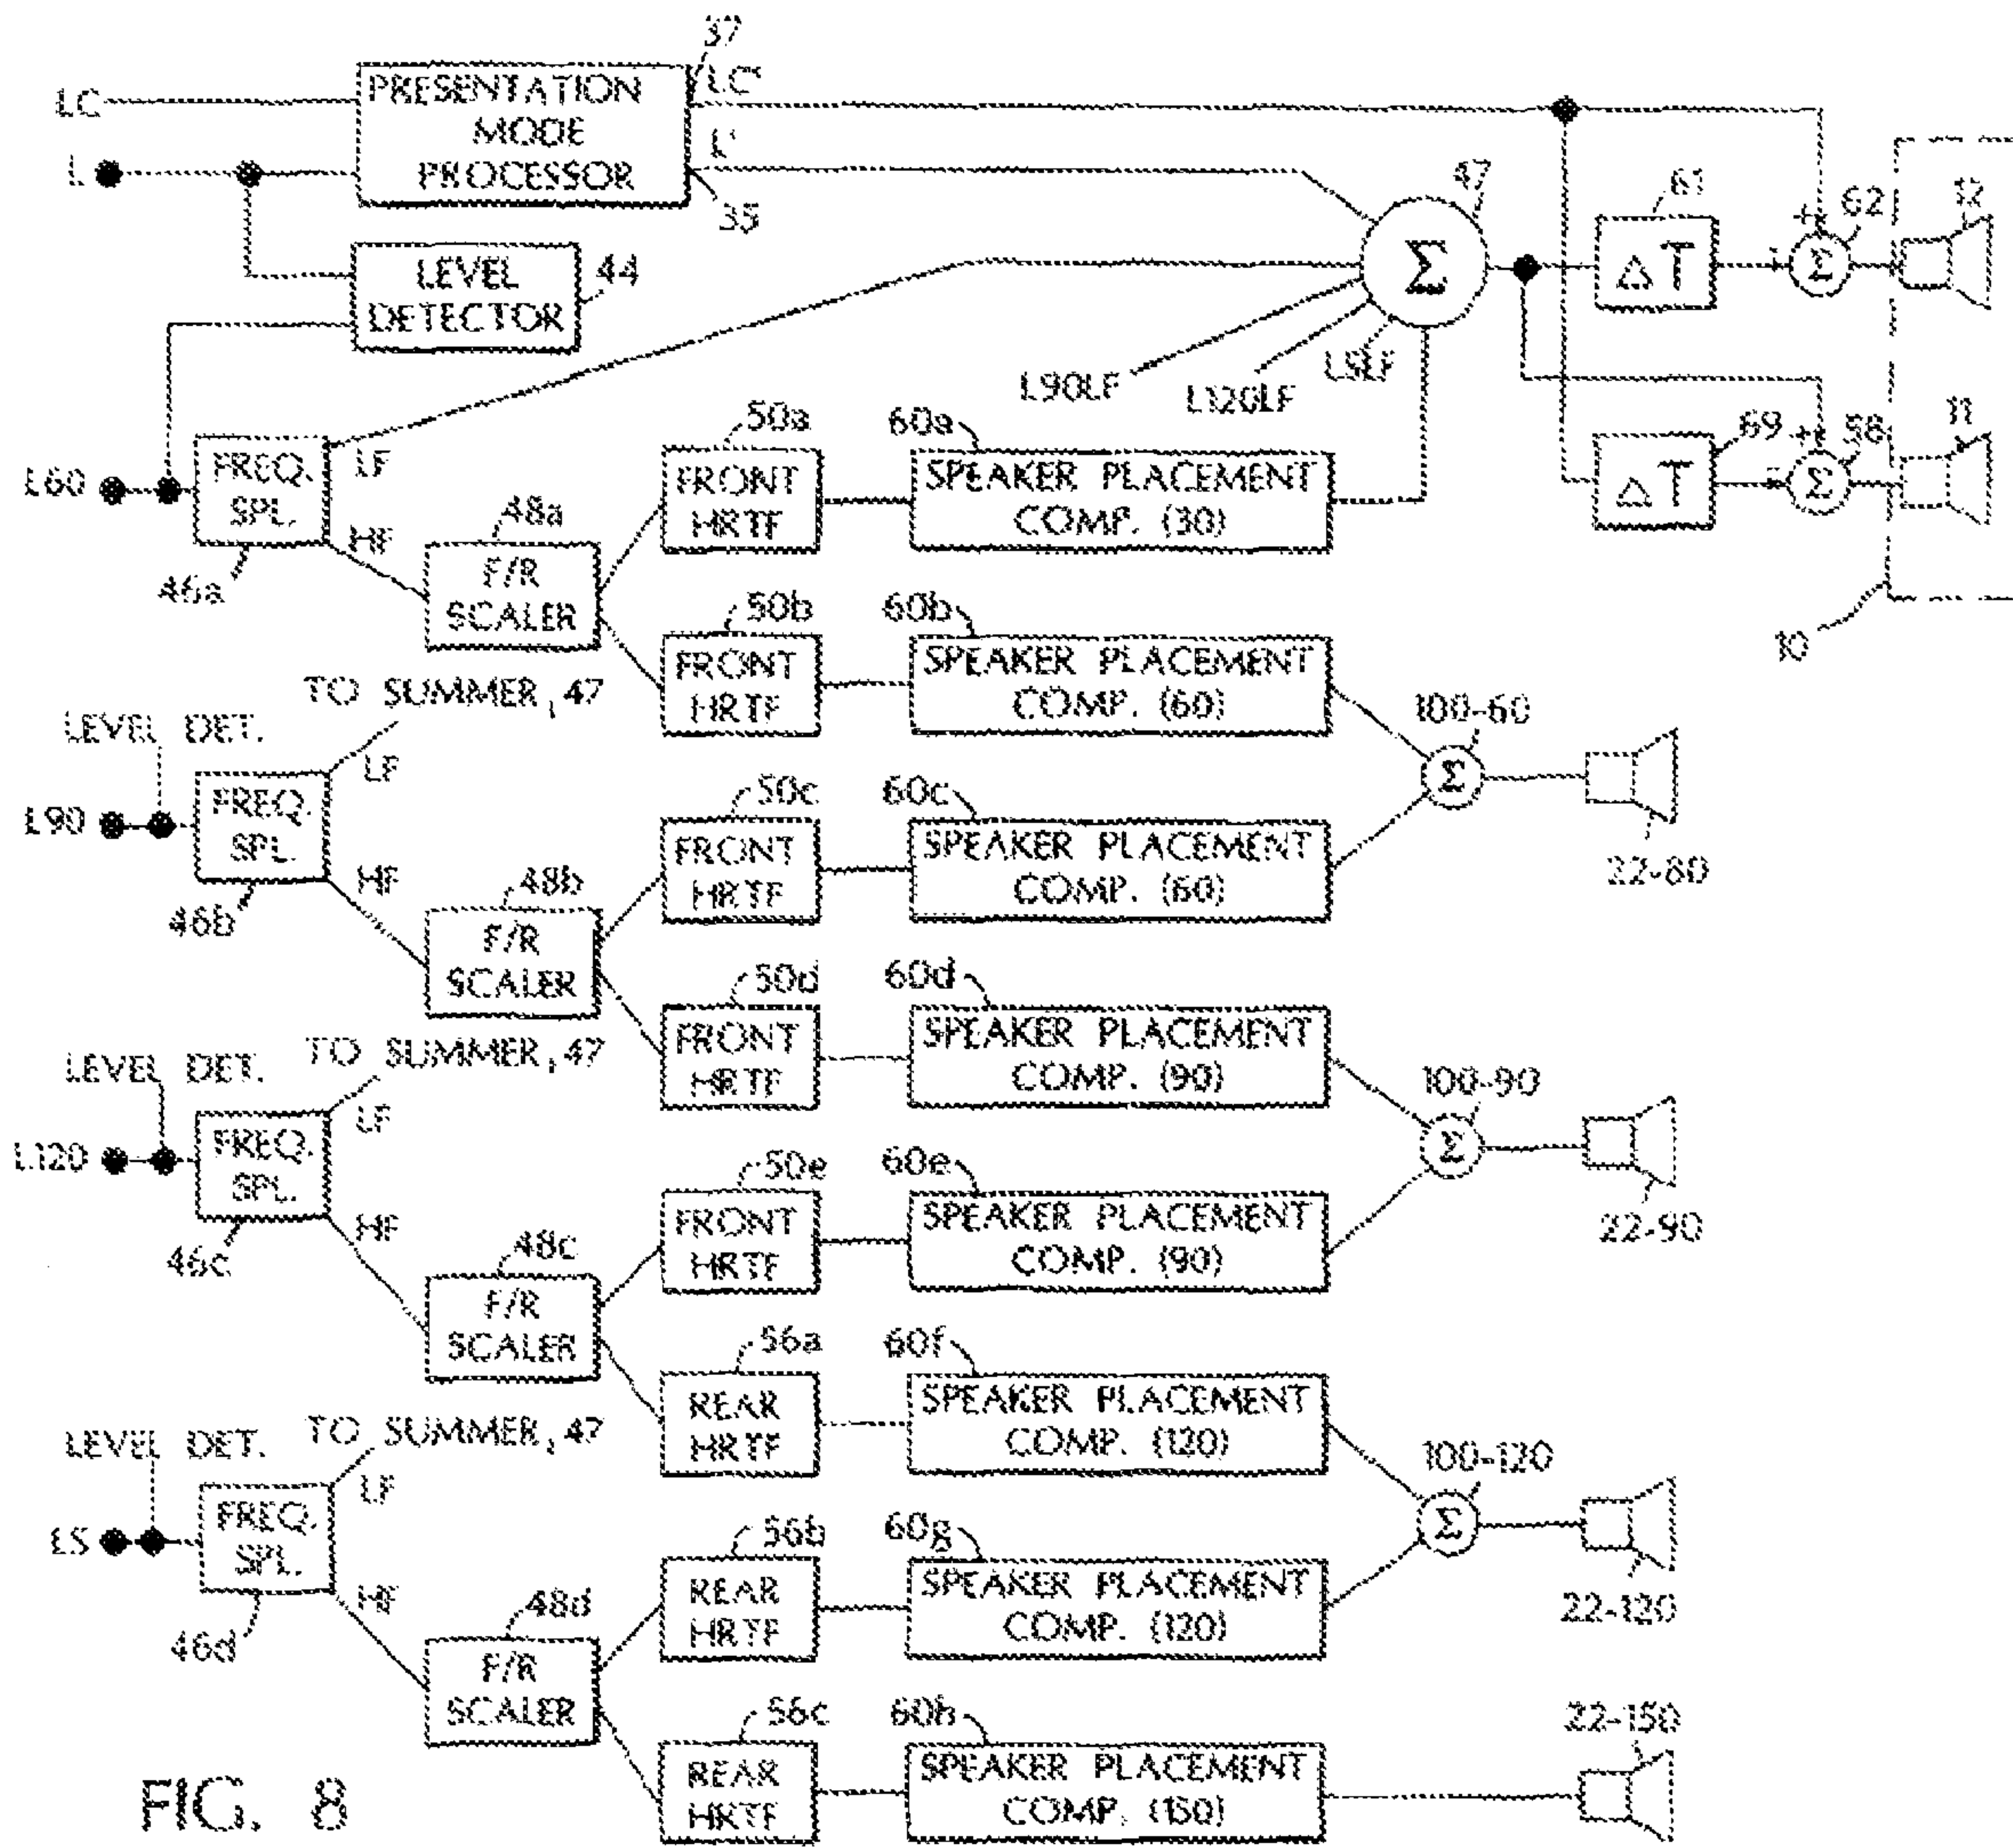 37
LC
PRESENTATION
MODE
PROCESSOR
LC'
L
L'
35
47
61
62
12
Σ
ΔT
Σ
LEVEL
DETECTOR
44
L90LF
L120LF
LSLF
69
58
11
ΔT
Σ
10
L60
FREQ.
SPL.
LF
HF
46a
48a
F/R
SCALER
50a
FRONT
HRTF
60a
SPEAKER PLACEMENT
COMP. (30)
50b
FRONT
HRTF
60b
SPEAKER PLACEMENT
COMP. (60)
100-60
Σ
TO SUMMER, 47
LEVEL DET.
L90
FREQ.
SPL.
LF
HF
46b
48b
F/R
SCALER
50c
FRONT
HRTF
60c
SPEAKER PLACEMENT
COMP. (60)
22-60
50d
FRONT
HRTF
60d
SPEAKER PLACEMENT
COMP. (90)
100-90
Σ
TO SUMMER, 47
LEVEL DET.
L120
FREQ.
SPL.
LF
HF
46c
48c
F/R
SCALER
50e
FRONT
HRTF
60e
SPEAKER PLACEMENT
COMP. (90)
22-90
56a
REAR
HRTF
60f
SPEAKER PLACEMENT
COMP. (120)
100-120
Σ
TO SUMMER, 47
LEVEL DET.
LS
FREQ.
SPL.
LF
HF
46d
48d
F/R
SCALER
56b
REAR
HRTF
60g
SPEAKER PLACEMENT
COMP. (120)
22-120
56c
REAR
HRTF
60h
SPEAKER PLACEMENT
COMP. (150)
22-150
FIG. 8